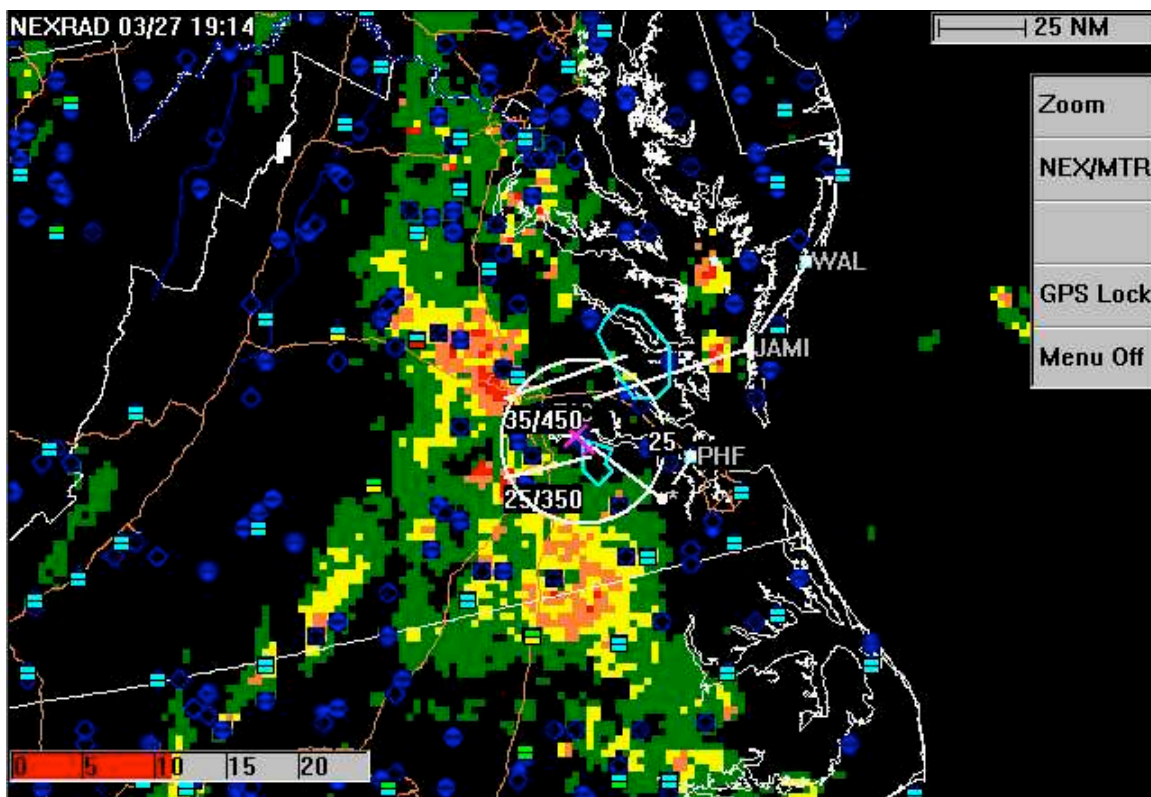 NEXRAD 03/27 19:14
25 NM
Zoom
NEX/MTR
WAL
GPS Lock
JAMI
Menu Off
35/450
25
PHF
25/350
0 5 10 15 20